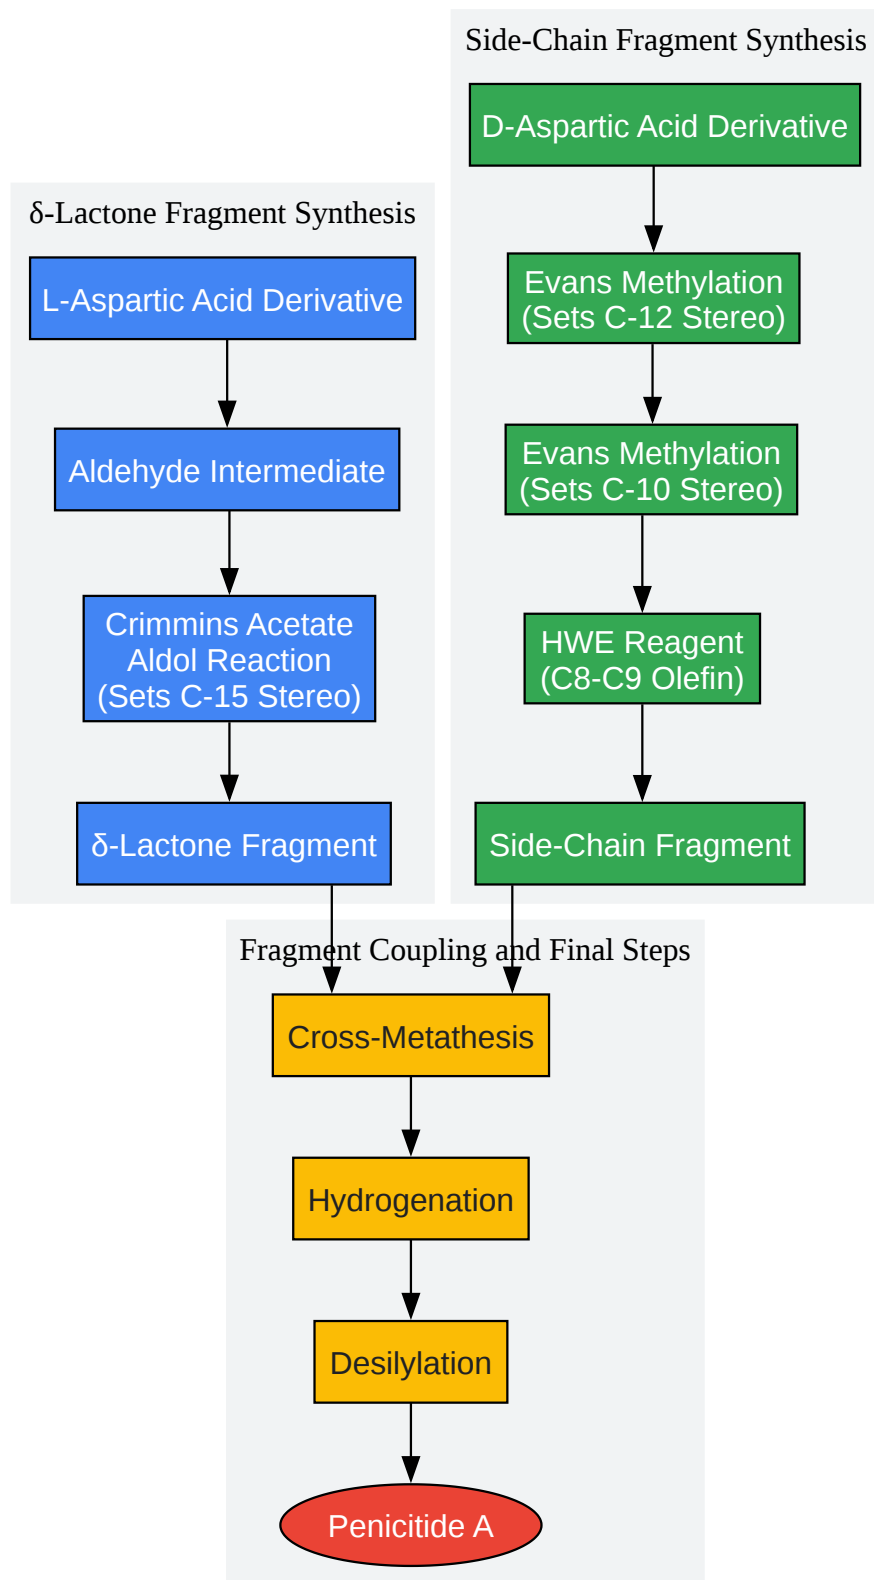 Side-Chain Fragment Synthesis
D-Aspartic Acid Derivative
Evans Methylation
(Sets C-12 Stereo)
Evans Methylation
(Sets C-10 Stereo)
HWE Reagent
(C8-C9 Olefin)
Side-Chain Fragment
δ-Lactone Fragment Synthesis
L-Aspartic Acid Derivative
Aldehyde Intermediate
Crimmins Acetate
Aldol Reaction
(Sets C-15 Stereo)
δ-Lactone Fragment
Fragment Coupling and Final Steps
Cross-Metathesis
Hydrogenation
Desilylation
Penicitide A